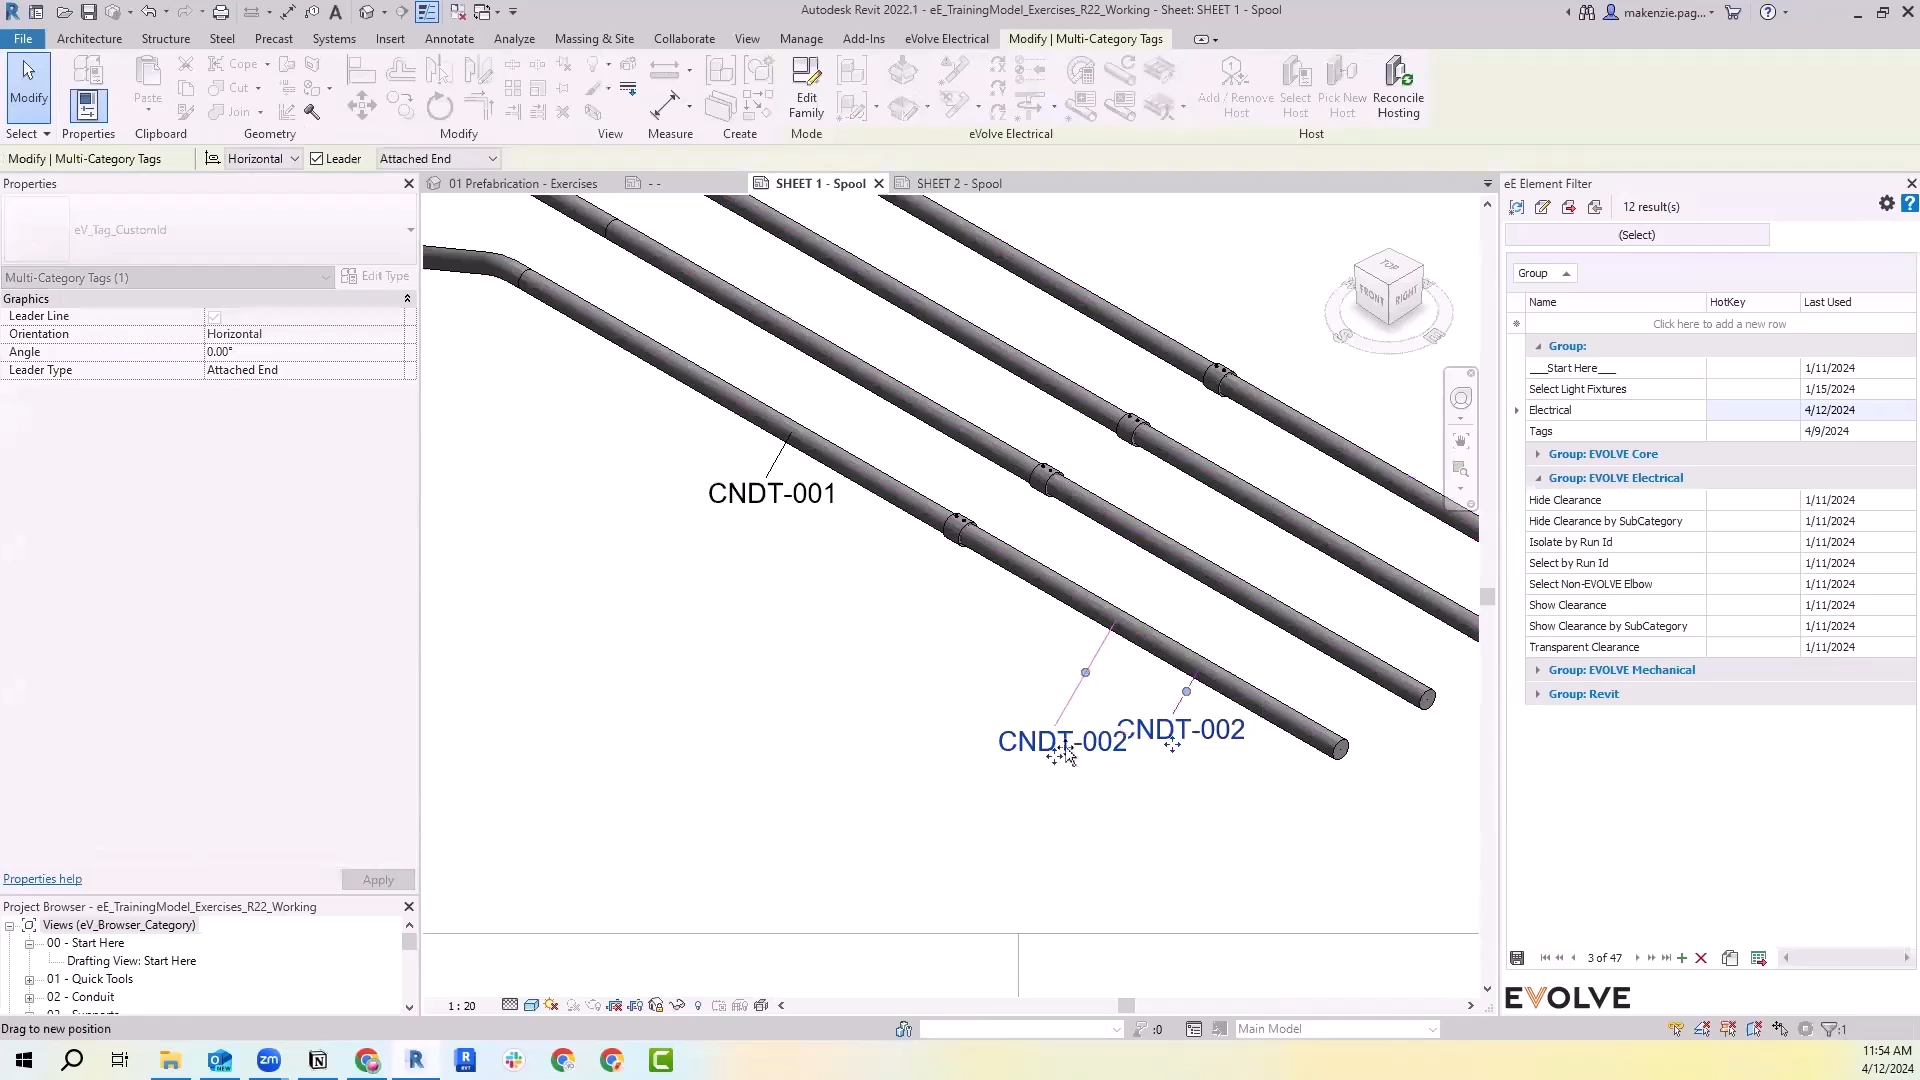 Autodesk Revit 2022.1 - eE_TrainingModel_Exercises_R22_Working - Sheet: SHEET 1 - Spool
makenzie.pag...
File Architecture Structure Steel Precast Systems Insert Annotate Analyze Massing & Site Collaborate View Manage Add-Ins eVolve Electrical Modify | Multi-Category Tags
Modify Paste Cope Cut Join Edit Family Add / Remove Host Select Host Pick New Host Reconcile Hosting
Select Properties Clipboard Geometry Modify View Measure Create Mode eVolve Electrical Host
Modify | Multi-Category Tags Horizontal Leader Attached End
Properties
eV_Tag_CustomId
Multi-Category Tags (1) Edit Type
Graphics
Leader Line
Orientation Horizontal
Angle 0.00°
Leader Type Attached End
Properties help Apply
Project Browser - eE_TrainingModel_Exercises_R22_Working
Views (eV_Browser_Category)
00 - Start Here
Drafting View: Start Here
01 - Quick Tools
02 - Conduit
01 Prefabrication - Exercises - - SHEET 1 - Spool SHEET 2 - Spool
TOP
FRONT RIGHT
CNDT-001
CNDT-002
CNDT-002
1 : 20
eE Element Filter
12 result(s)
(Select)
Group
Name HotKey Last Used
Click here to add a new row
Group:
___Start Here___ 1/11/2024
Select Light Fixtures 1/15/2024
Electrical 4/12/2024
Tags 4/9/2024
Group: EVOLVE Core
Group: EVOLVE Electrical
Hide Clearance 1/11/2024
Hide Clearance by SubCategory 1/11/2024
Isolate by Run Id 1/11/2024
Select by Run Id 1/11/2024
Select Non-EVOLVE Elbow 1/11/2024
Show Clearance 1/11/2024
Show Clearance by SubCategory 1/11/2024
Transparent Clearance 1/11/2024
Group: EVOLVE Mechanical
Group: Revit
3 of 47
EVOLVE
Drag to new position :0 Main Model :1
11:54 AM
4/12/2024